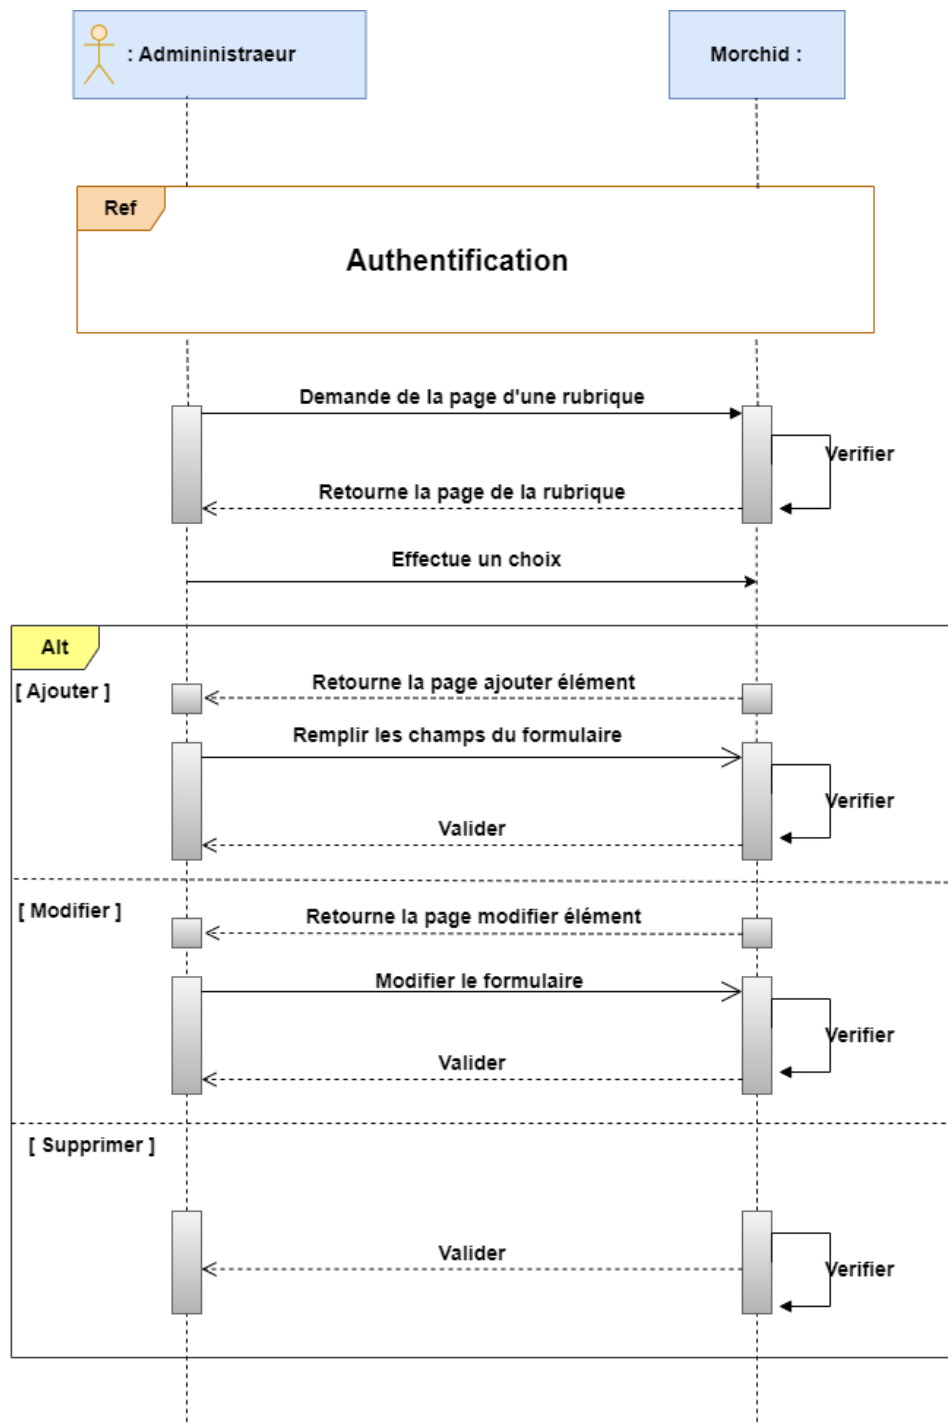 : Admininistraeur
Morchid :
Ref
Authentification
Demande de la page d'une rubrique
Verifier
Retourne la page de la rubrique
Effectue un choix
Alt
[ Ajouter ]
Retourne la page ajouter élément
Remplir les champs du formulaire
Verifier
Valider
[ Modifier ]
Retourne la page modifier élément
Modifier le formulaire
Verifier
Valider
[ Supprimer ]
Valider
Verifier